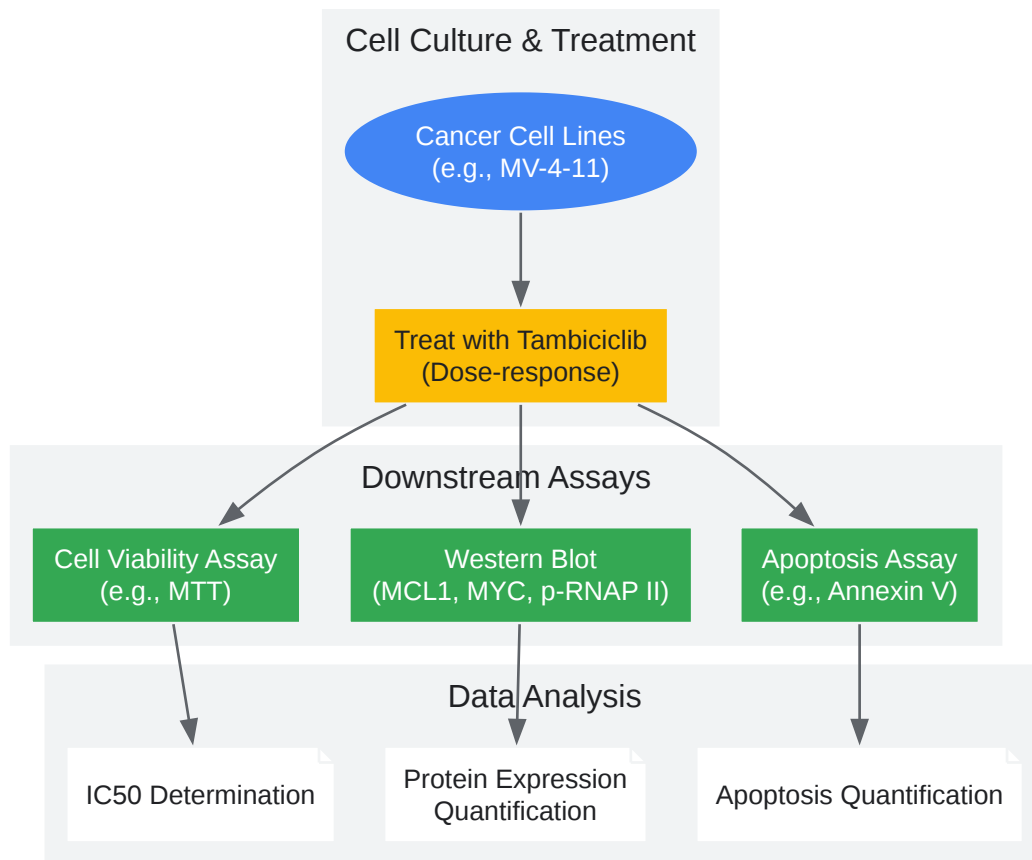 Cell Culture & Treatment
Cancer Cell Lines
(e.g., MV-4-11)
Treat with Tambiciclib
(Dose-response)
Downstream Assays
Cell Viability Assay
(e.g., MTT)
Western Blot
(MCL1, MYC, p-RNAP II)
Apoptosis Assay
(e.g., Annexin V)
Data Analysis
IC50 Determination
Protein Expression
Quantification
Apoptosis Quantification